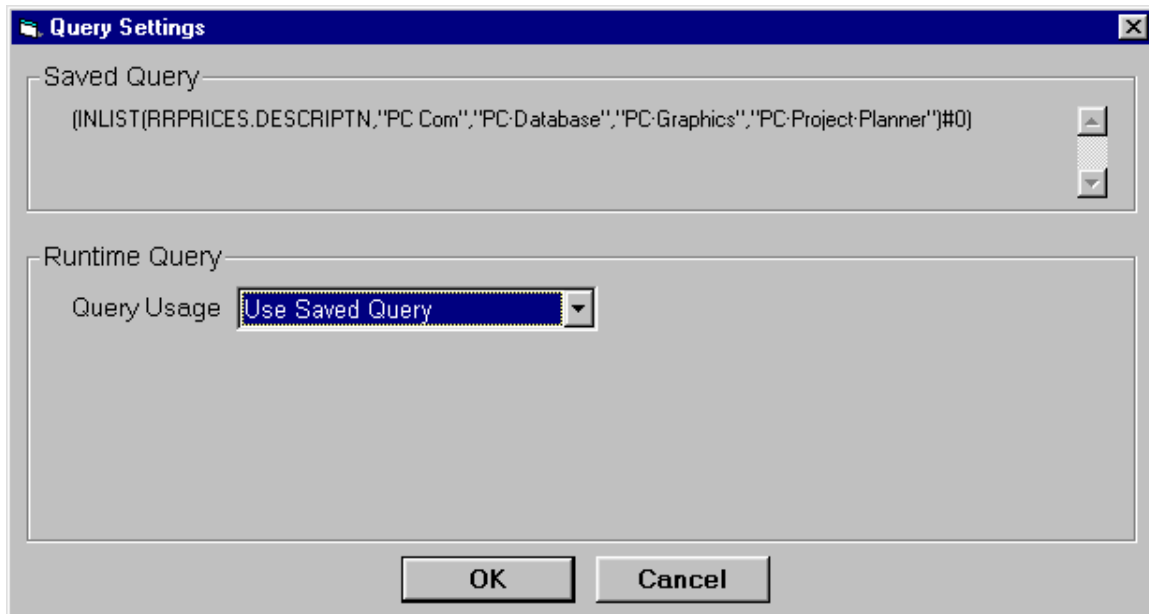 Query Settings
Saved Query
(INLIST(RRPRICES.DESCRIPTN,"PC Com","PC·Database","PC·Graphics","PC·Project·Planner")#0)
Runtime Query
Query Usage Use Saved Query
OK Cancel